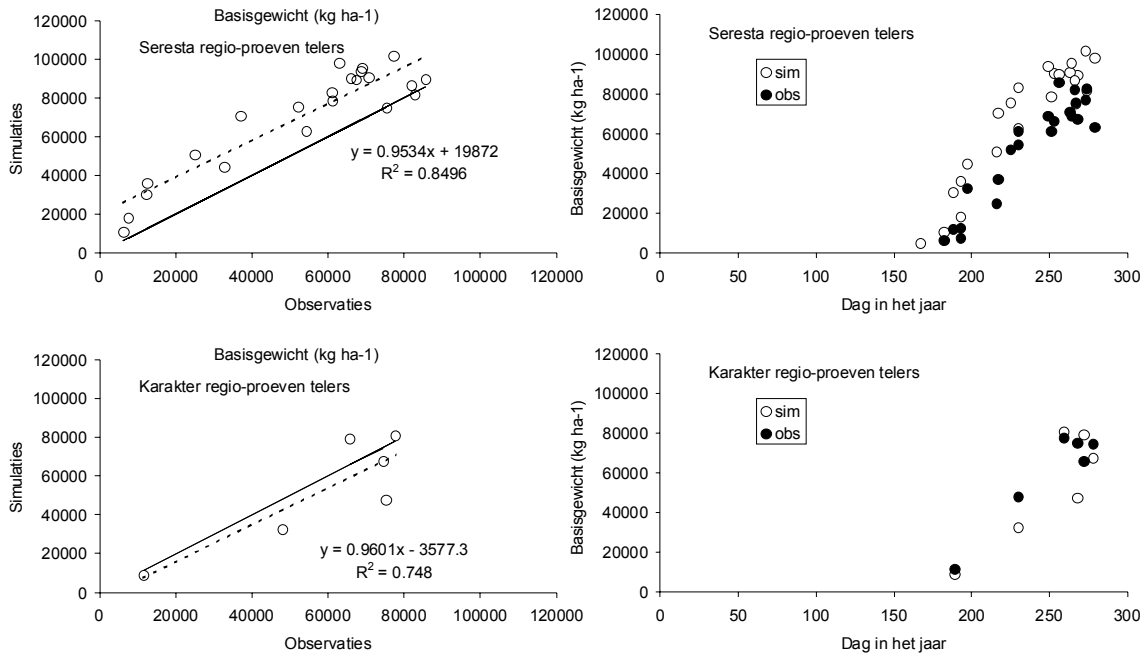 Basisgewicht (kg ha-1)
Seresta regio-proeven telers
Simulaties
120000
100000
80000
60000
40000
20000
0
y = 0.9534x + 19872
R² = 0.8496
0 20000 40000 60000 80000 100000 120000
Observaties
Seresta regio-proeven telers
sim
obs
Basisgewicht (kg ha-1)
120000
100000
80000
60000
40000
20000
0
0 50 100 150 200 250 300
Dag in het jaar
Basisgewicht (kg ha-1)
Karakter regio-proeven telers
Simulaties
120000
100000
80000
60000
40000
20000
0
y = 0.9601x - 3577.3
R² = 0.748
0 20000 40000 60000 80000 100000 120000
Observaties
Karakter regio-proeven telers
sim
obs
Basisgewicht (kg ha-1)
120000
100000
80000
60000
40000
20000
0
0 50 100 150 200 250 300
Dag in het jaar